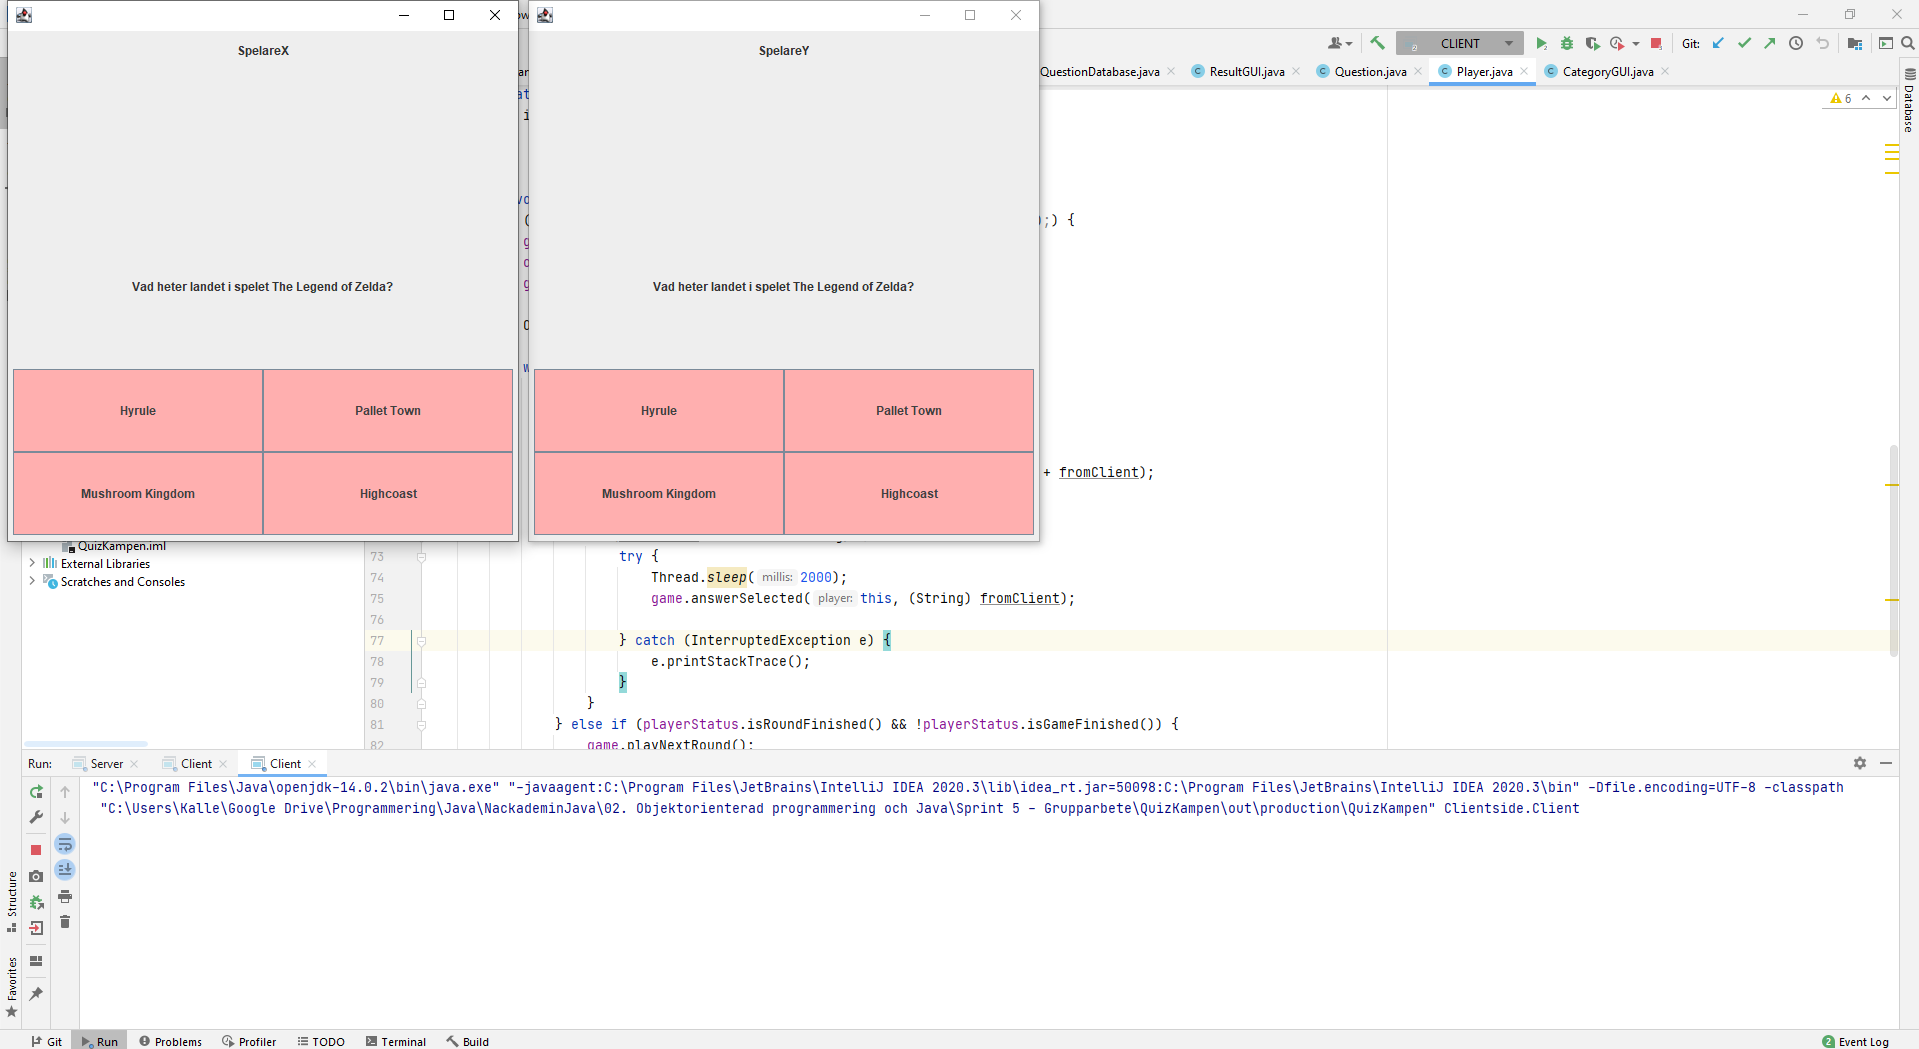 SpelareX
Vad heter landet i spelet The Legend of Zelda?
Hyrule
Pallet Town
Mushroom Kingdom
Highcoast
SpelareY
Vad heter landet i spelet The Legend of Zelda?
Hyrule
Pallet Town
Mushroom Kingdom
Highcoast
CLIENT
Git:
QuestionDatabase.java
ResultGUI.java
Question.java
Player.java
CategoryGUI.java
6
Database
;) {
+ fromClient);
QuizKampen.iml
External Libraries
Scratches and Consoles
73 try {
74 Thread.sleep( millis: 2000);
75 game.answerSelected( player: this, (String) fromClient);
76
77 } catch (InterruptedException e) {
78 e.printStackTrace();
79 }
80 }
81 } else if (playerStatus.isRoundFinished() && !playerStatus.isGameFinished()) {
82 game.playNextRound();
Run:
Server
Client
Client
"C:\Program Files\Java\openjdk-14.0.2\bin\java.exe" "-javaagent:C:\Program Files\JetBrains\IntelliJ IDEA 2020.3\lib\idea_rt.jar=50098:C:\Program Files\JetBrains\IntelliJ IDEA 2020.3\bin" -Dfile.encoding=UTF-8 -classpath
"C:\Users\Kalle\Google Drive\Programmering\Java\NackademinJava\02. Objektorienterad programmering och Java\Sprint 5 - Grupparbete\QuizKampen\out\production\QuizKampen" Clientside.Client
Structure
Favorites
Git
Run
Problems
Profiler
TODO
Terminal
Build
2 Event Log